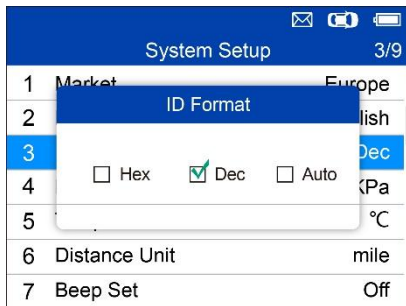 System Setup 3/9
1 Market Europe
ID Format
2 lish
3 Dec
Hex Dec Auto
4 KPa
5 ℃
6 Distance Unit mile
7 Beep Set Off